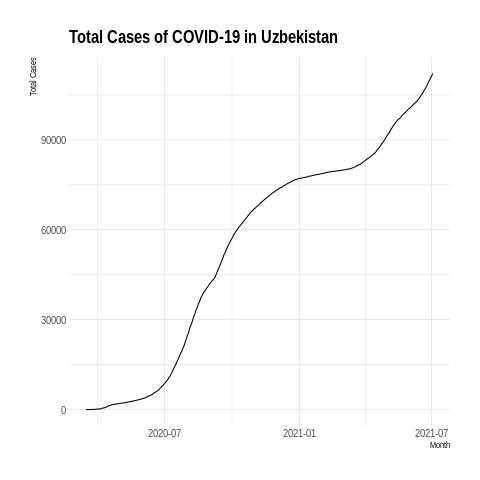 Total Cases of COVID-19 in Uzbekistan
Total Cases
90000
60000
30000
0
2020-07 2021-01 2021-07
Month